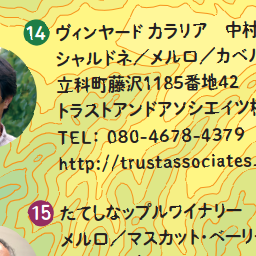 14 ヴィンヤード カラリア 中村
シャルドネ／メルロ／カベル
立科町藤沢1185番地42
トラストアンドアソシエイツ
TEL: 080-4678-4379
http://trustassociates.
15 たてしなップルワイナリー
メルロ／マスカット・ベーリー